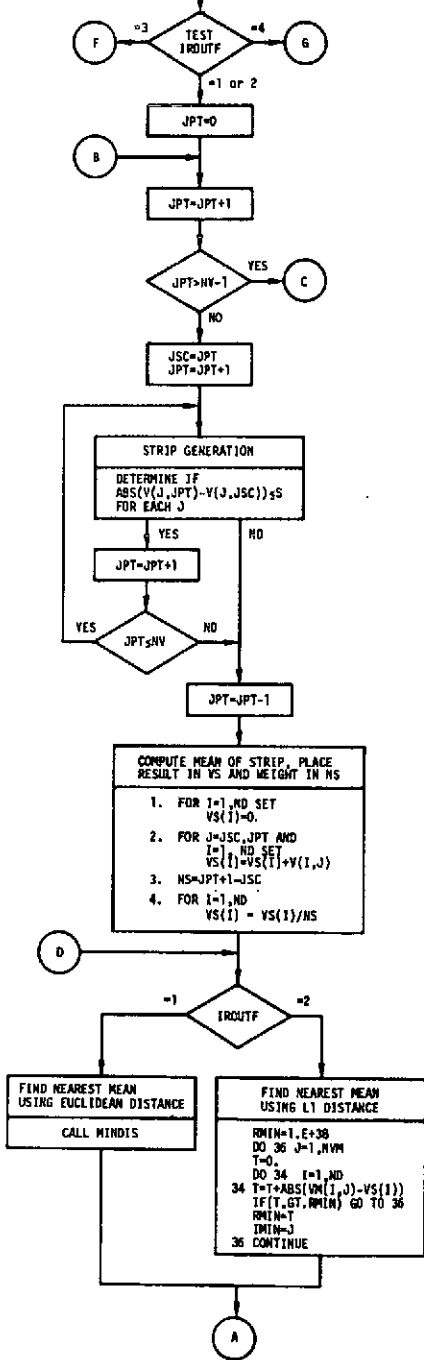 =3
=4
F
TEST
IROUTF
G
=1 or 2
JPT=0
B
JPT=JPT+1
JPT>NV-1
YES
C
NO
JSC=JPT
JPT=JPT+1
STRIP GENERATION
DETERMINE IF
ABS(V(J,JPT)-V(J,JSC))≤S
FOR EACH J
YES
NO
JPT=JPT+1
YES
JPT≤NV
NO
JPT=JPT-1
COMPUTE MEAN OF STRIP, PLACE
RESULT IN VS AND WEIGHT IN NS
1. FOR I=1,ND SET
VS(I)=0.
2. FOR J=JSC,JPT AND
I=1, ND SET
VS(I)=VS(I)+V(I,J)
3. NS=JPT+1-JSC
4. FOR I=1,ND
VS(I) = VS(I)/NS
D
=1
IROUTF
=2
FIND NEAREST MEAN
USING EUCLIDEAN DISTANCE
CALL MINDIS
FIND NEAREST MEAN
USING L1 DISTANCE
RMIN=1.E+38
DO 36 J=1,NVM
T=0.
DO 34 I=1,ND
34 T=T+ABS(VM(I,J)-VS(I))
IF(T.GT.RMIN) GO TO 36
RMIN=T
IMIN=J
36 CONTINUE
A